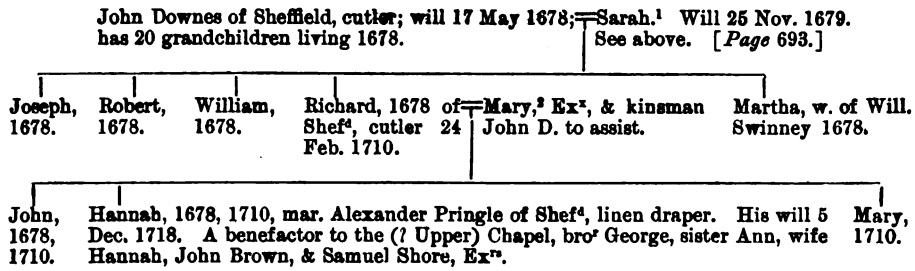 John Downes of Sheffield, cutler; will 17 May 1678;
has 20 grandchildren living 1678.
Sarah.¹ Will 25 Nov. 1679.
See above. [Page 693.]
Joseph,
1678.
Robert,
1678.
William,
1678.
Richard, 1678 of
Shefᵈ, cutler 24
Feb. 1710.
Mary,² Exˣ, & kinsman
John D. to assist.
Martha, w. of Will.
Swinney 1678.
John,
1678,
1710.
Hannah, 1678, 1710, mar. Alexander Pringle of Shefᵈ, linen draper. His will 5
Dec. 1718. A benefactor to the (? Upper) Chapel, broʳ George, sister Ann, wife
Hannah, John Brown, & Samuel Shore, Exʳˢ.
Mary,
1710.